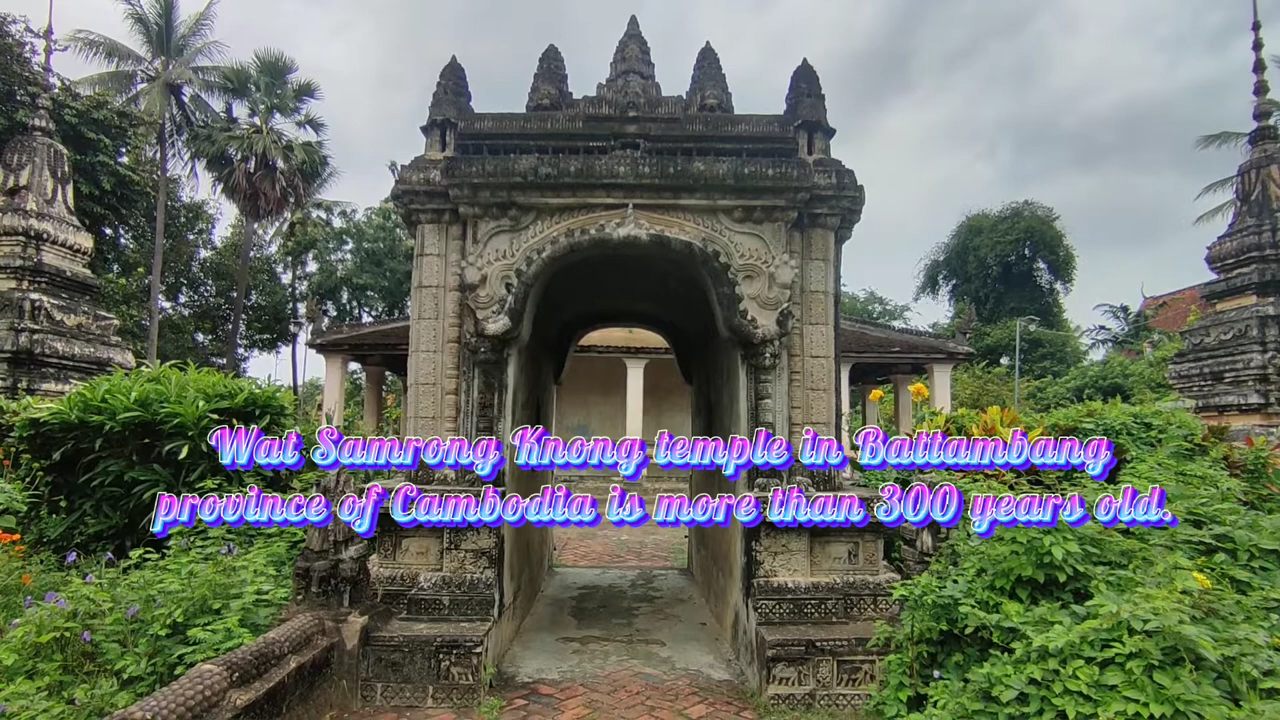 Wat Samrong Knong temple in Battambang
province of Cambodia is more than 300 years old.